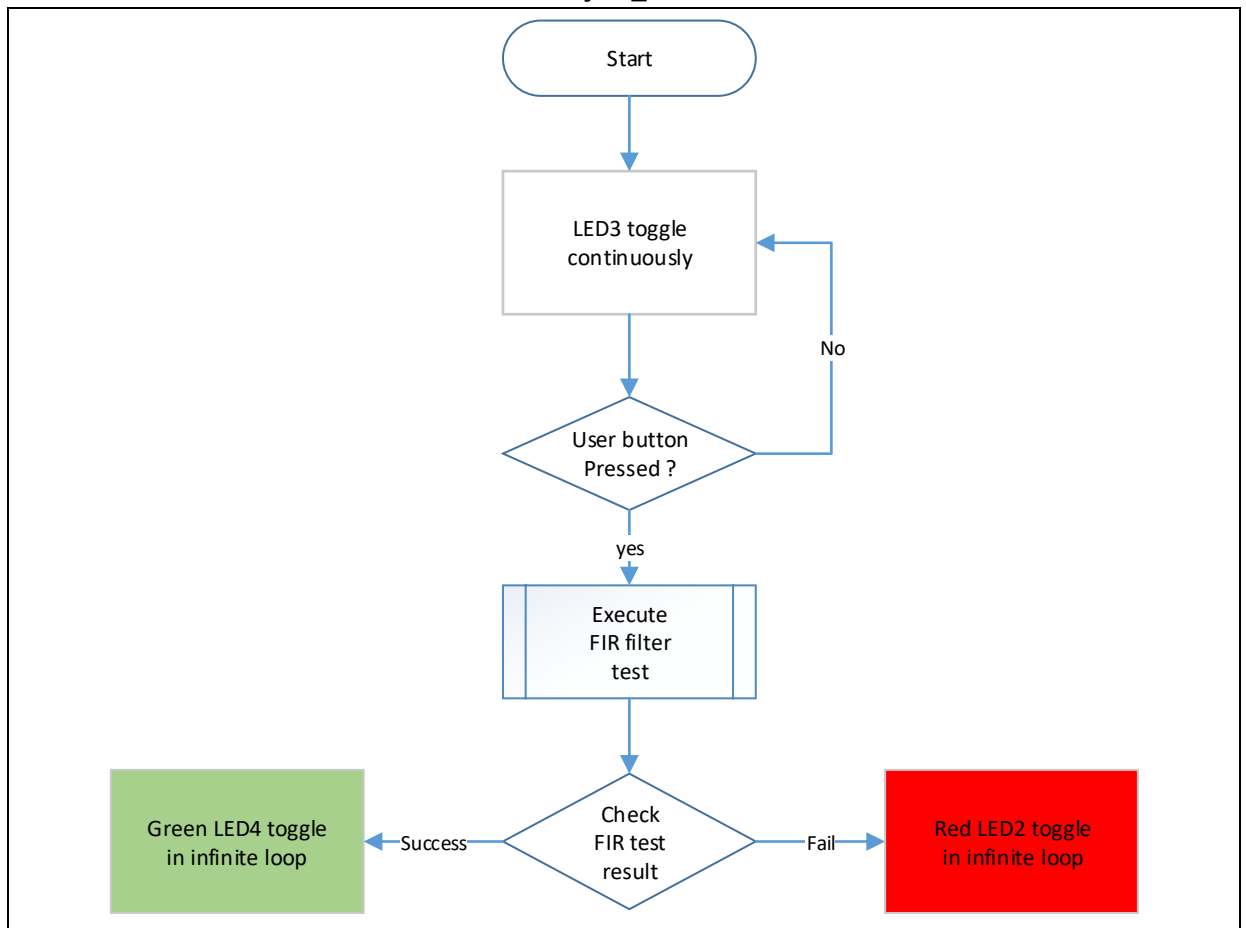 Start
LED3 toggle
continuously
No
User button
Pressed ?
yes
Execute
FIR filter
test
Check
FIR test
result
Success
Fail
Green LED4 toggle
in infinite loop
Red LED2 toggle
in infinite loop